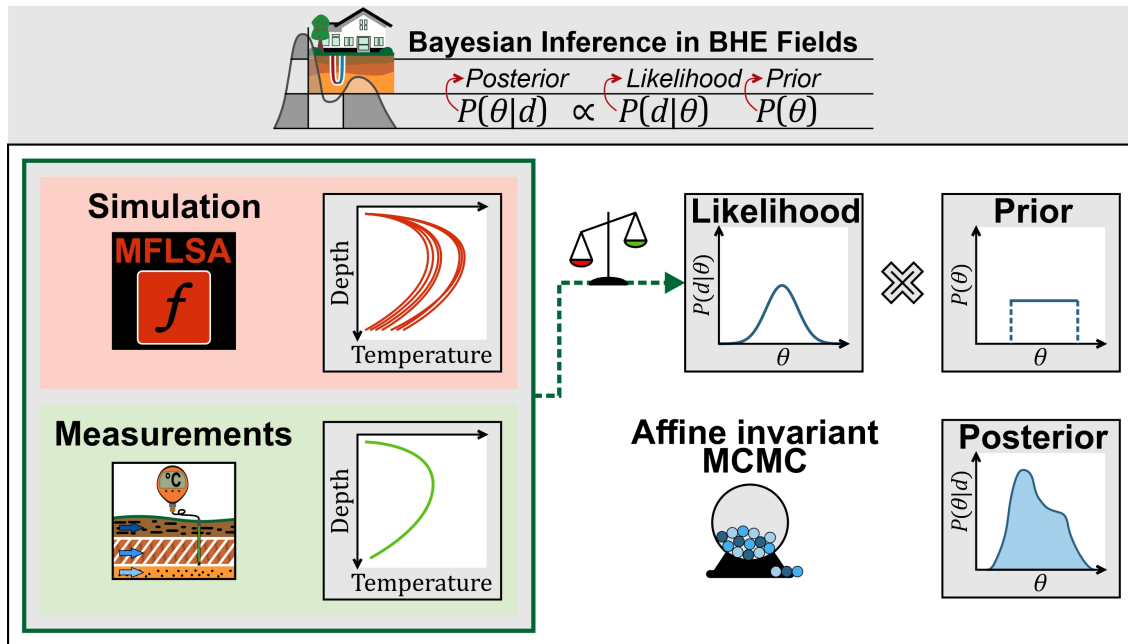 Bayesian Inference in BHE Fields
Posterior Likelihood Prior
P(θ|d) ∝ P(d|θ) P(θ)
Simulation
MFLSA
f
Depth
Temperature
Likelihood
P(d|θ)
θ
Prior
P(θ)
θ
Measurements
°C
Depth
Temperature
Affine invariant
MCMC
Posterior
P(θ|d)
θ